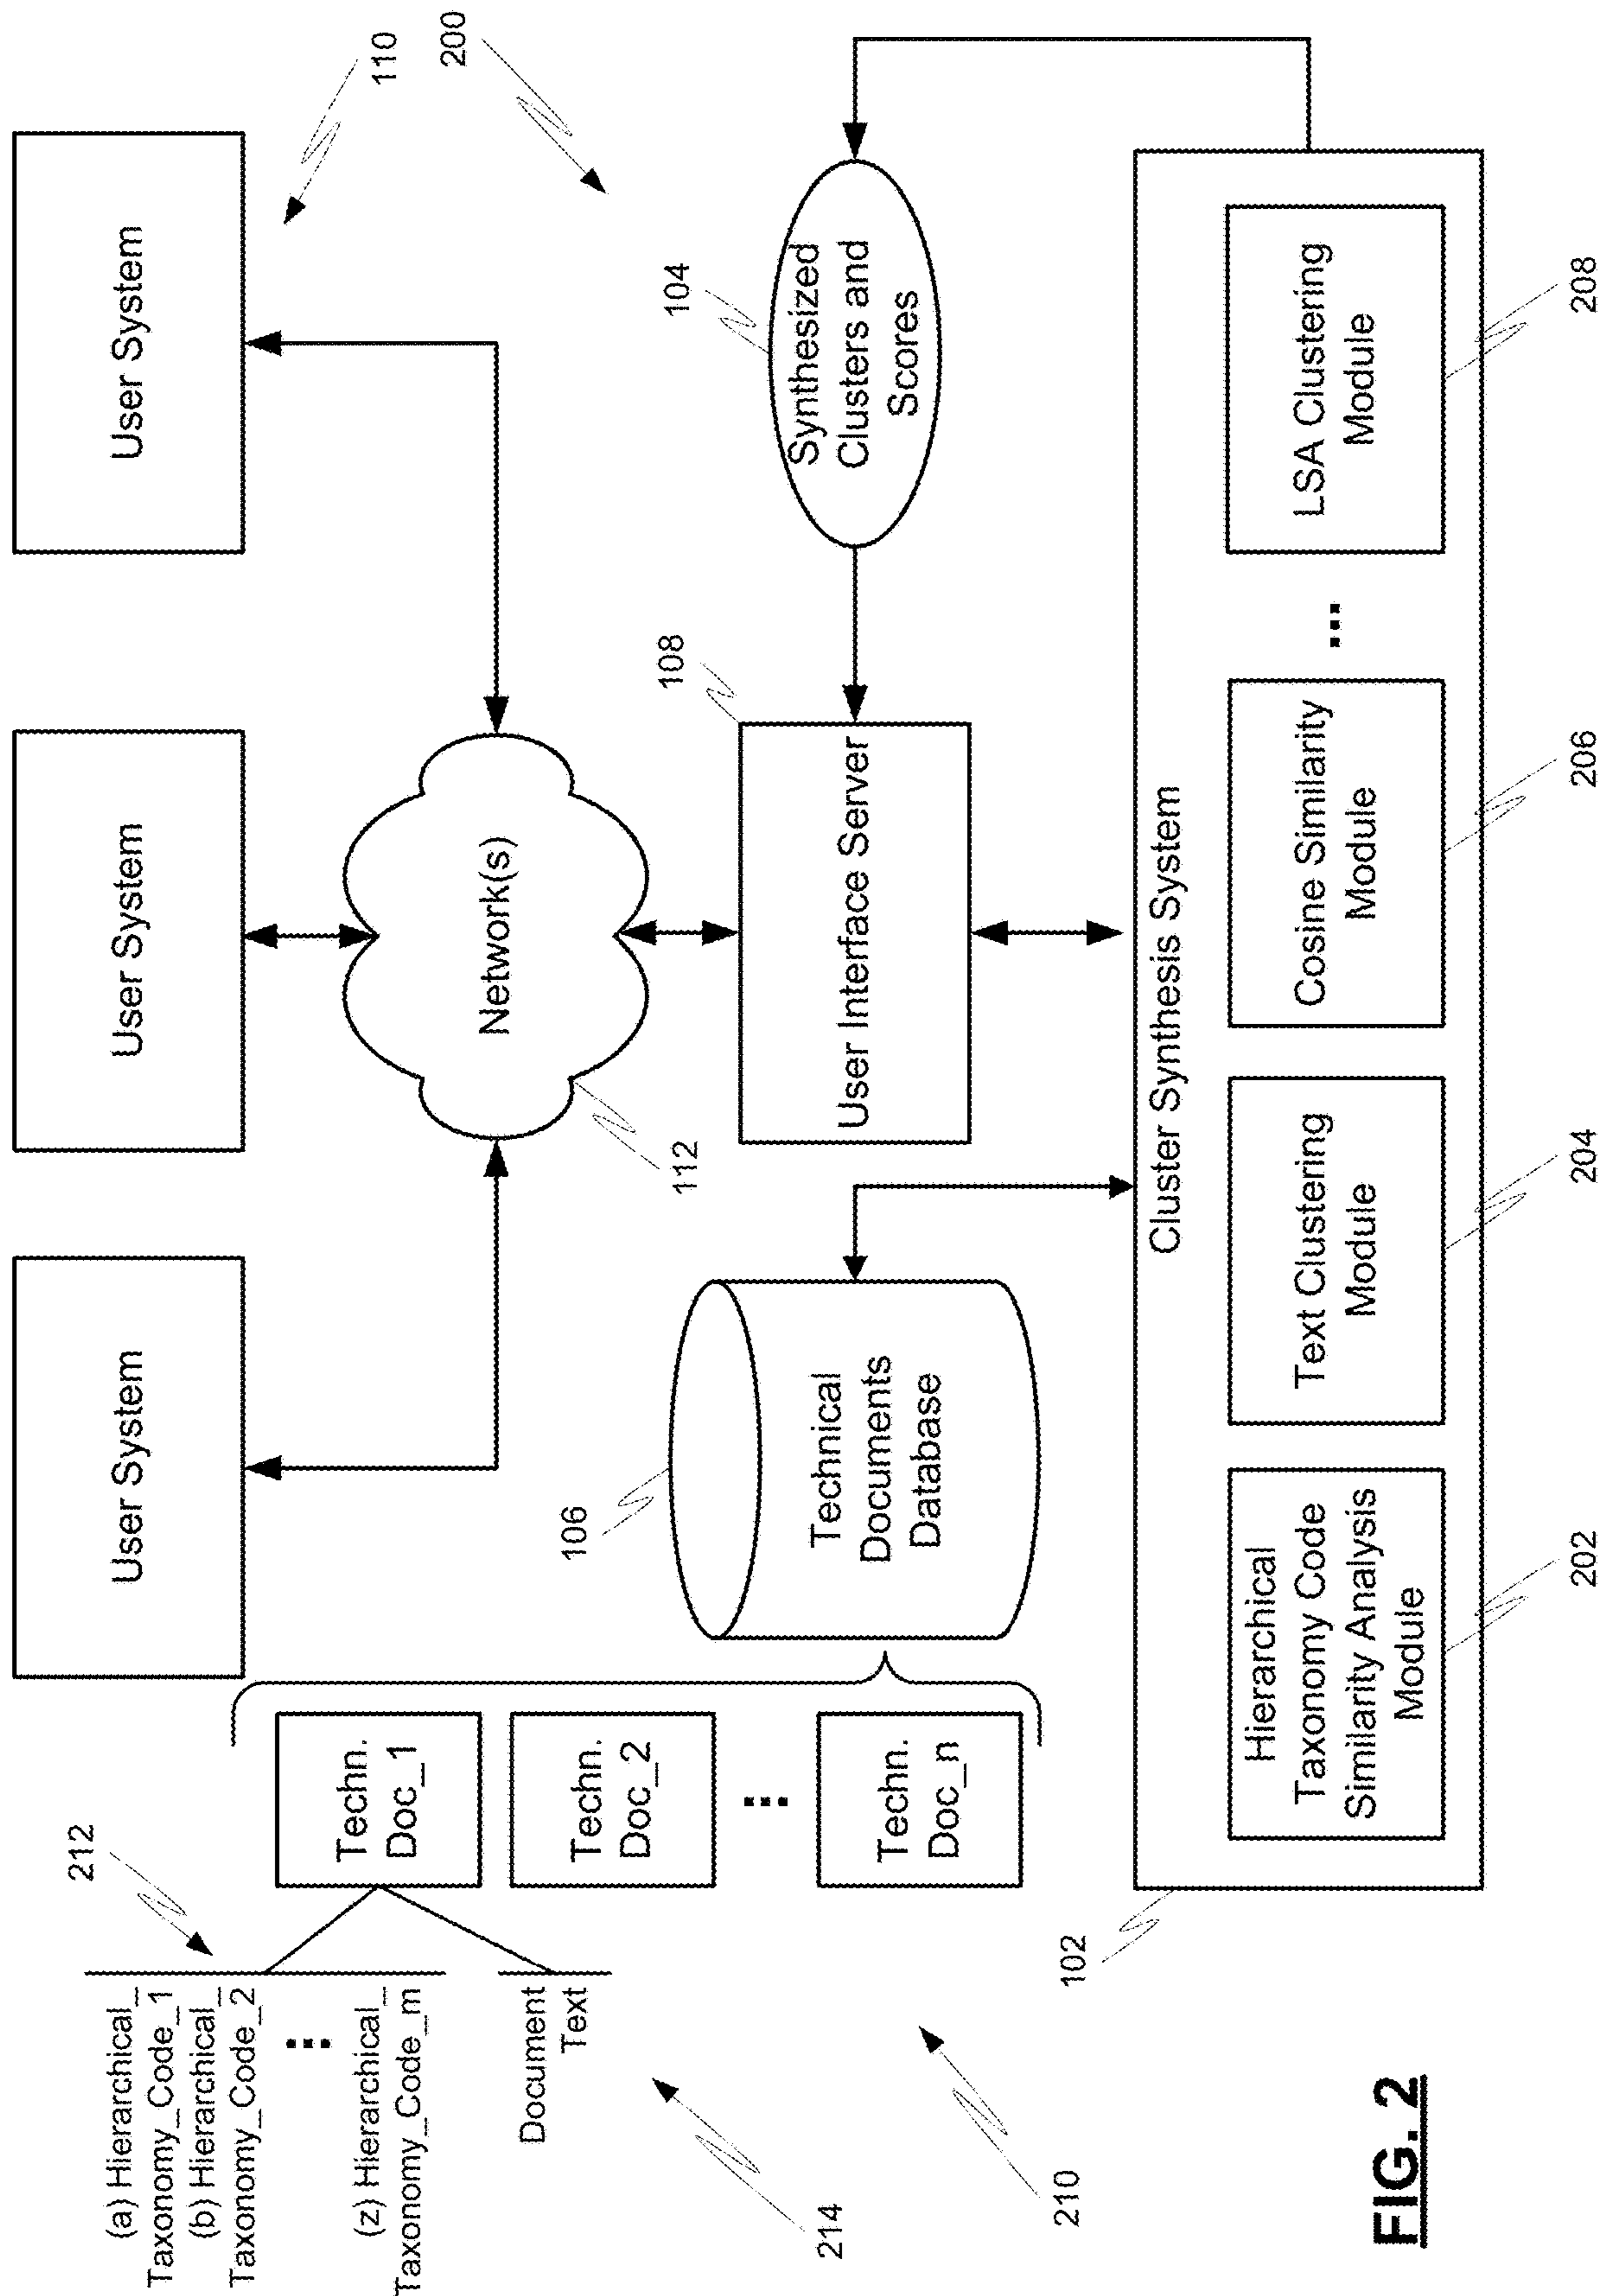 User System
User System
User System
110
200
Network(s)
112
212
(a) Hierarchical_
Taxonomy_Code_1
(b) Hierarchical_
Taxonomy_Code_2
...
(z) Hierarchical_
Taxonomy_Code_m
Document
Text
214
210
Techn.
Doc_1
Techn.
Doc_2
...
Techn.
Doc_n
106
Technical
Documents
Database
108
User Interface Server
104
Synthesized
Clusters and
Scores
102
Cluster Synthesis System
Hierarchical
Taxonomy Code
Similarity Analysis
Module
202
Text Clustering
Module
204
Cosine Similarity
Module
206
...
LSA Clustering
Module
208
FIG. 2